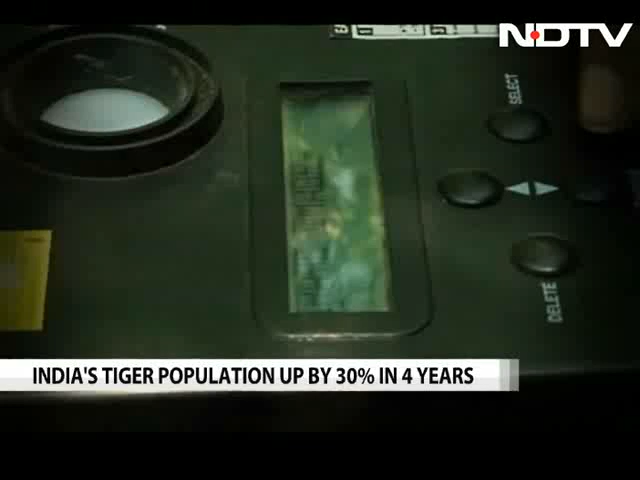 NDTV
SELECT
DELETE
INDIA'S TIGER POPULATION UP BY 30% IN 4 YEARS